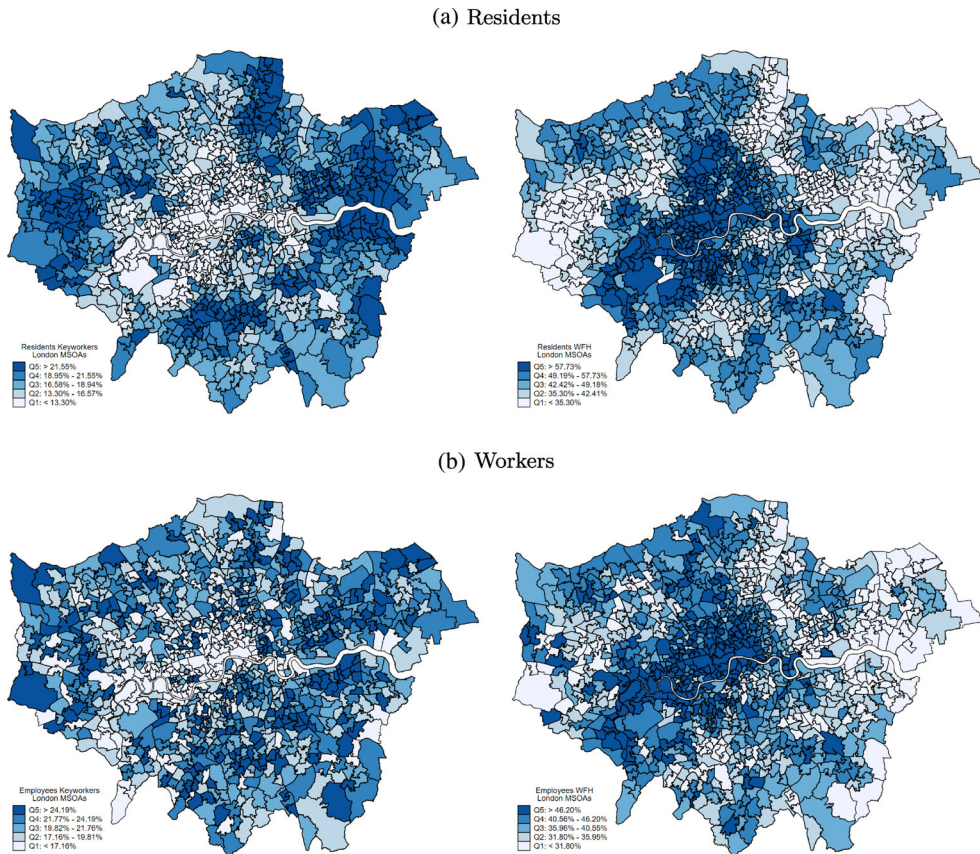 (a) Residents
Residents Keyworkers
London MSOAs
Q5: > 21.55%
Q4: 18.95% - 21.55%
Q3: 16.58% - 18.94%
Q2: 13.30% - 16.57%
Q1: < 13.30%
Residents WFH
London MSOAs
Q5: > 57.73%
Q4: 49.19% - 57.73%
Q3: 42.42% - 49.18%
Q2: 35.30% - 42.41%
Q1: < 35.30%
(b) Workers
Employees Keyworkers
London MSOAs
Q5: > 24.19%
Q4: 21.77% - 24.19%
Q3: 19.82% - 21.76%
Q2: 17.16% - 19.81%
Q1: < 17.16%
Employees WFH
London MSOAs
Q5: > 46.20%
Q4: 40.56% - 46.20%
Q3: 35.96% - 40.55%
Q2: 31.80% - 35.95%
Q1: < 31.80%